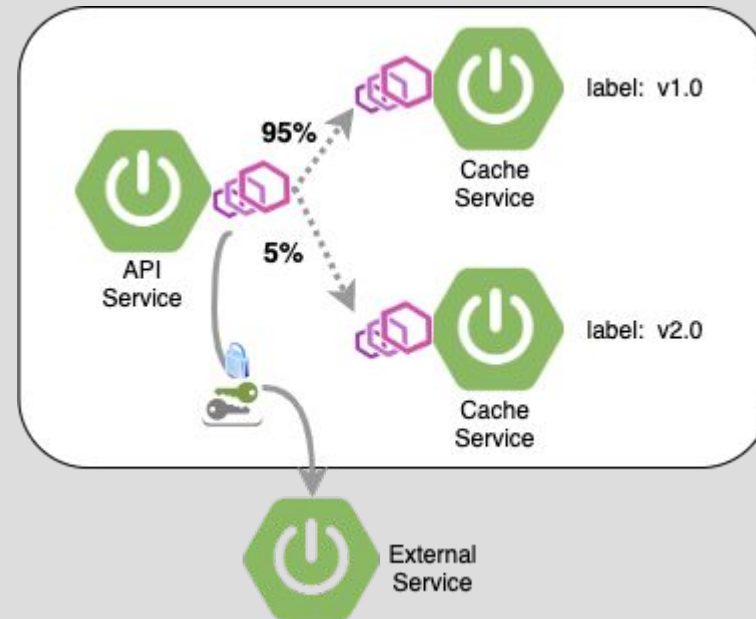 label: v1.0
95%
Cache
Service
API
Service
5%
label: v2.0
Cache
Service
External
Service